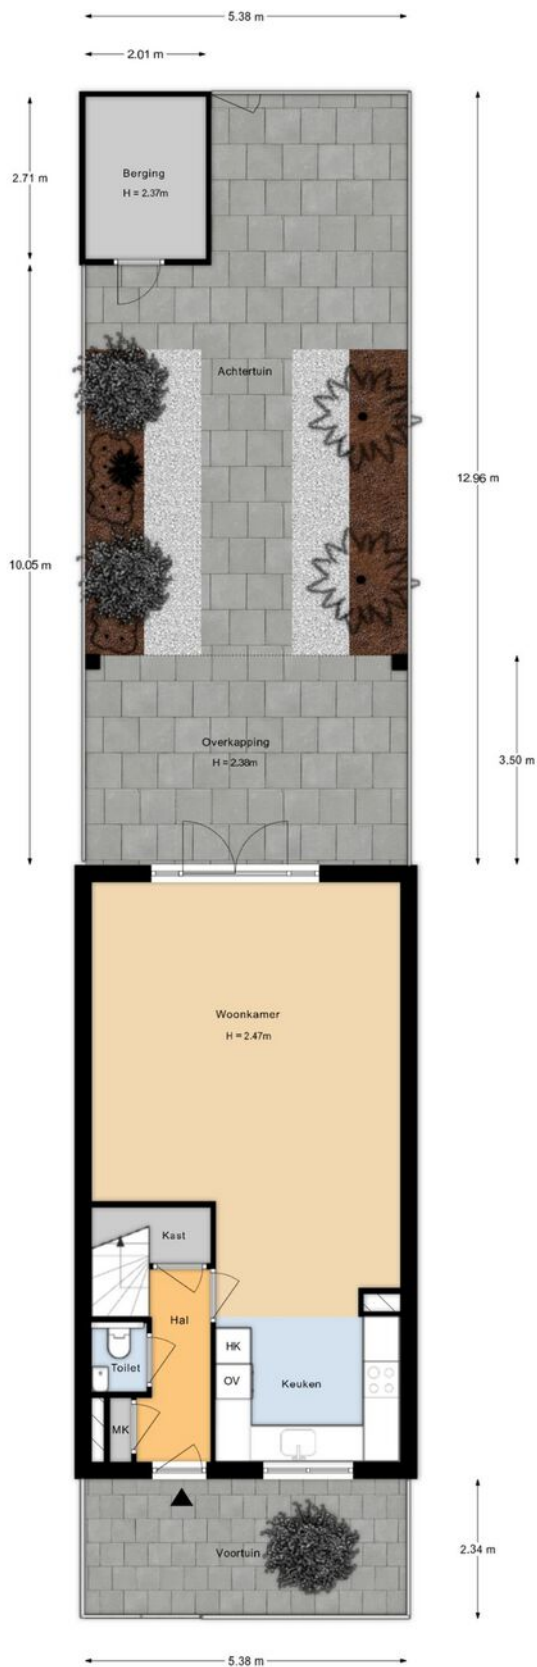 5.38 m
2.01 m
2.71 m
Berging
H = 2.37m
Achtertuin
12.96 m
10.05 m
Overkapping
H = 2.38m
3.50 m
Woonkamer
H = 2.47m
Kast
Hal
HK
Toilet
OV
Keuken
MK
Voortuin
2.34 m
5.38 m